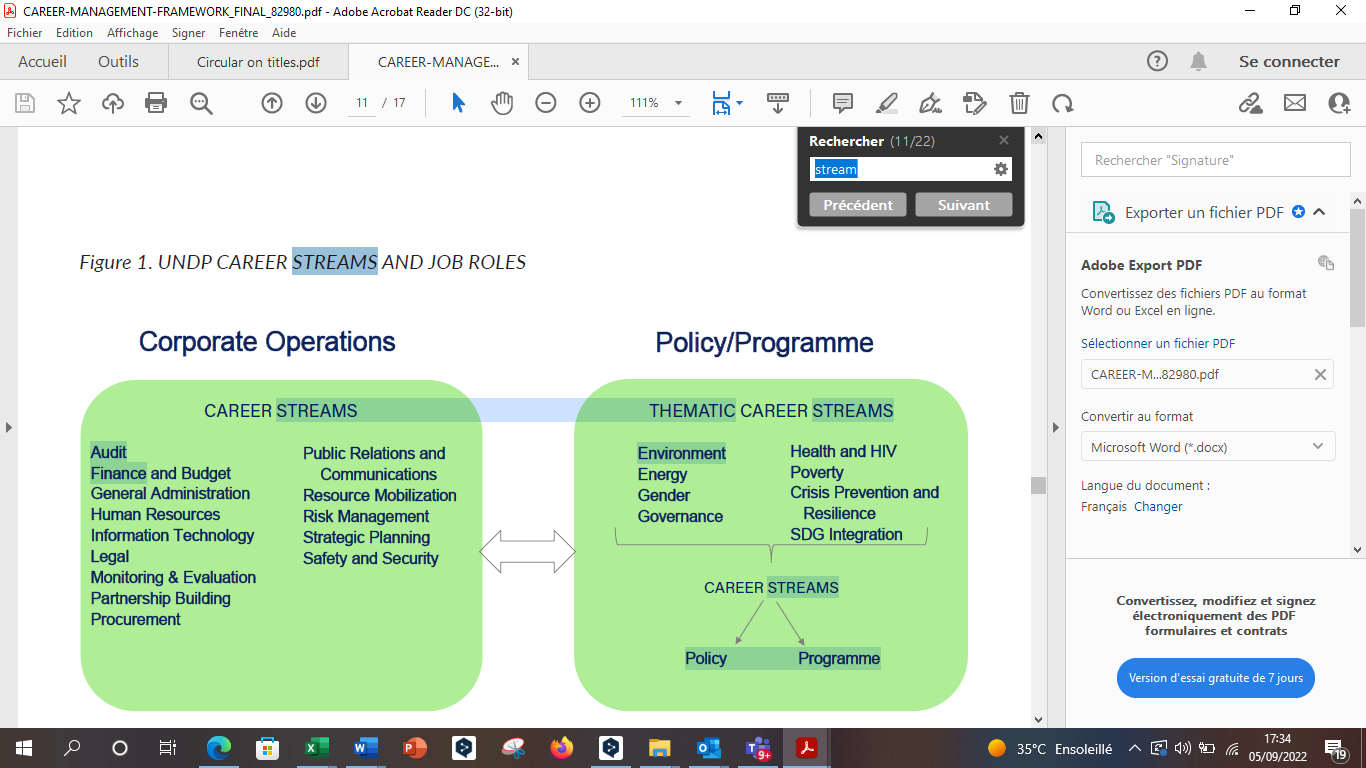 CAREER-MANAGEMENT-FRAMEWORK_FINAL_82980.pdf - Adobe Acrobat Reader DC (32-bit)
Fichier Edition Affichage Signer Fenêtre Aide
Accueil Outils Circular on titles.pdf CAREER-MANAGE... × Se connecter
11 / 17 111%
Rechercher (11/22)
stream
Précédent Suivant
Rechercher "Signature"
Exporter un fichier PDF
Adobe Export PDF
Convertissez des fichiers PDF au format
Word ou Excel en ligne.
Sélectionner un fichier PDF
CAREER-M...82980.pdf
Convertir au format
Microsoft Word (*.docx)
Langue du document :
Français Changer
Convertissez, modifiez et signez
électroniquement des PDF
formulaires et contrats
Version d'essai gratuite de 7 jours
Figure 1. UNDP CAREER STREAMS AND JOB ROLES
Corporate Operations
CAREER STREAMS
Audit
Finance and Budget
General Administration
Human Resources
Information Technology
Legal
Monitoring & Evaluation
Partnership Building
Procurement
Public Relations and
Communications
Resource Mobilization
Risk Management
Strategic Planning
Safety and Security
Policy/Programme
THEMATIC CAREER STREAMS
Environment
Energy
Gender
Governance
Health and HIV
Poverty
Crisis Prevention and
Resilience
SDG Integration
CAREER STREAMS
Policy Programme
9+
35°C Ensoleillé
17:34
05/09/2022
19